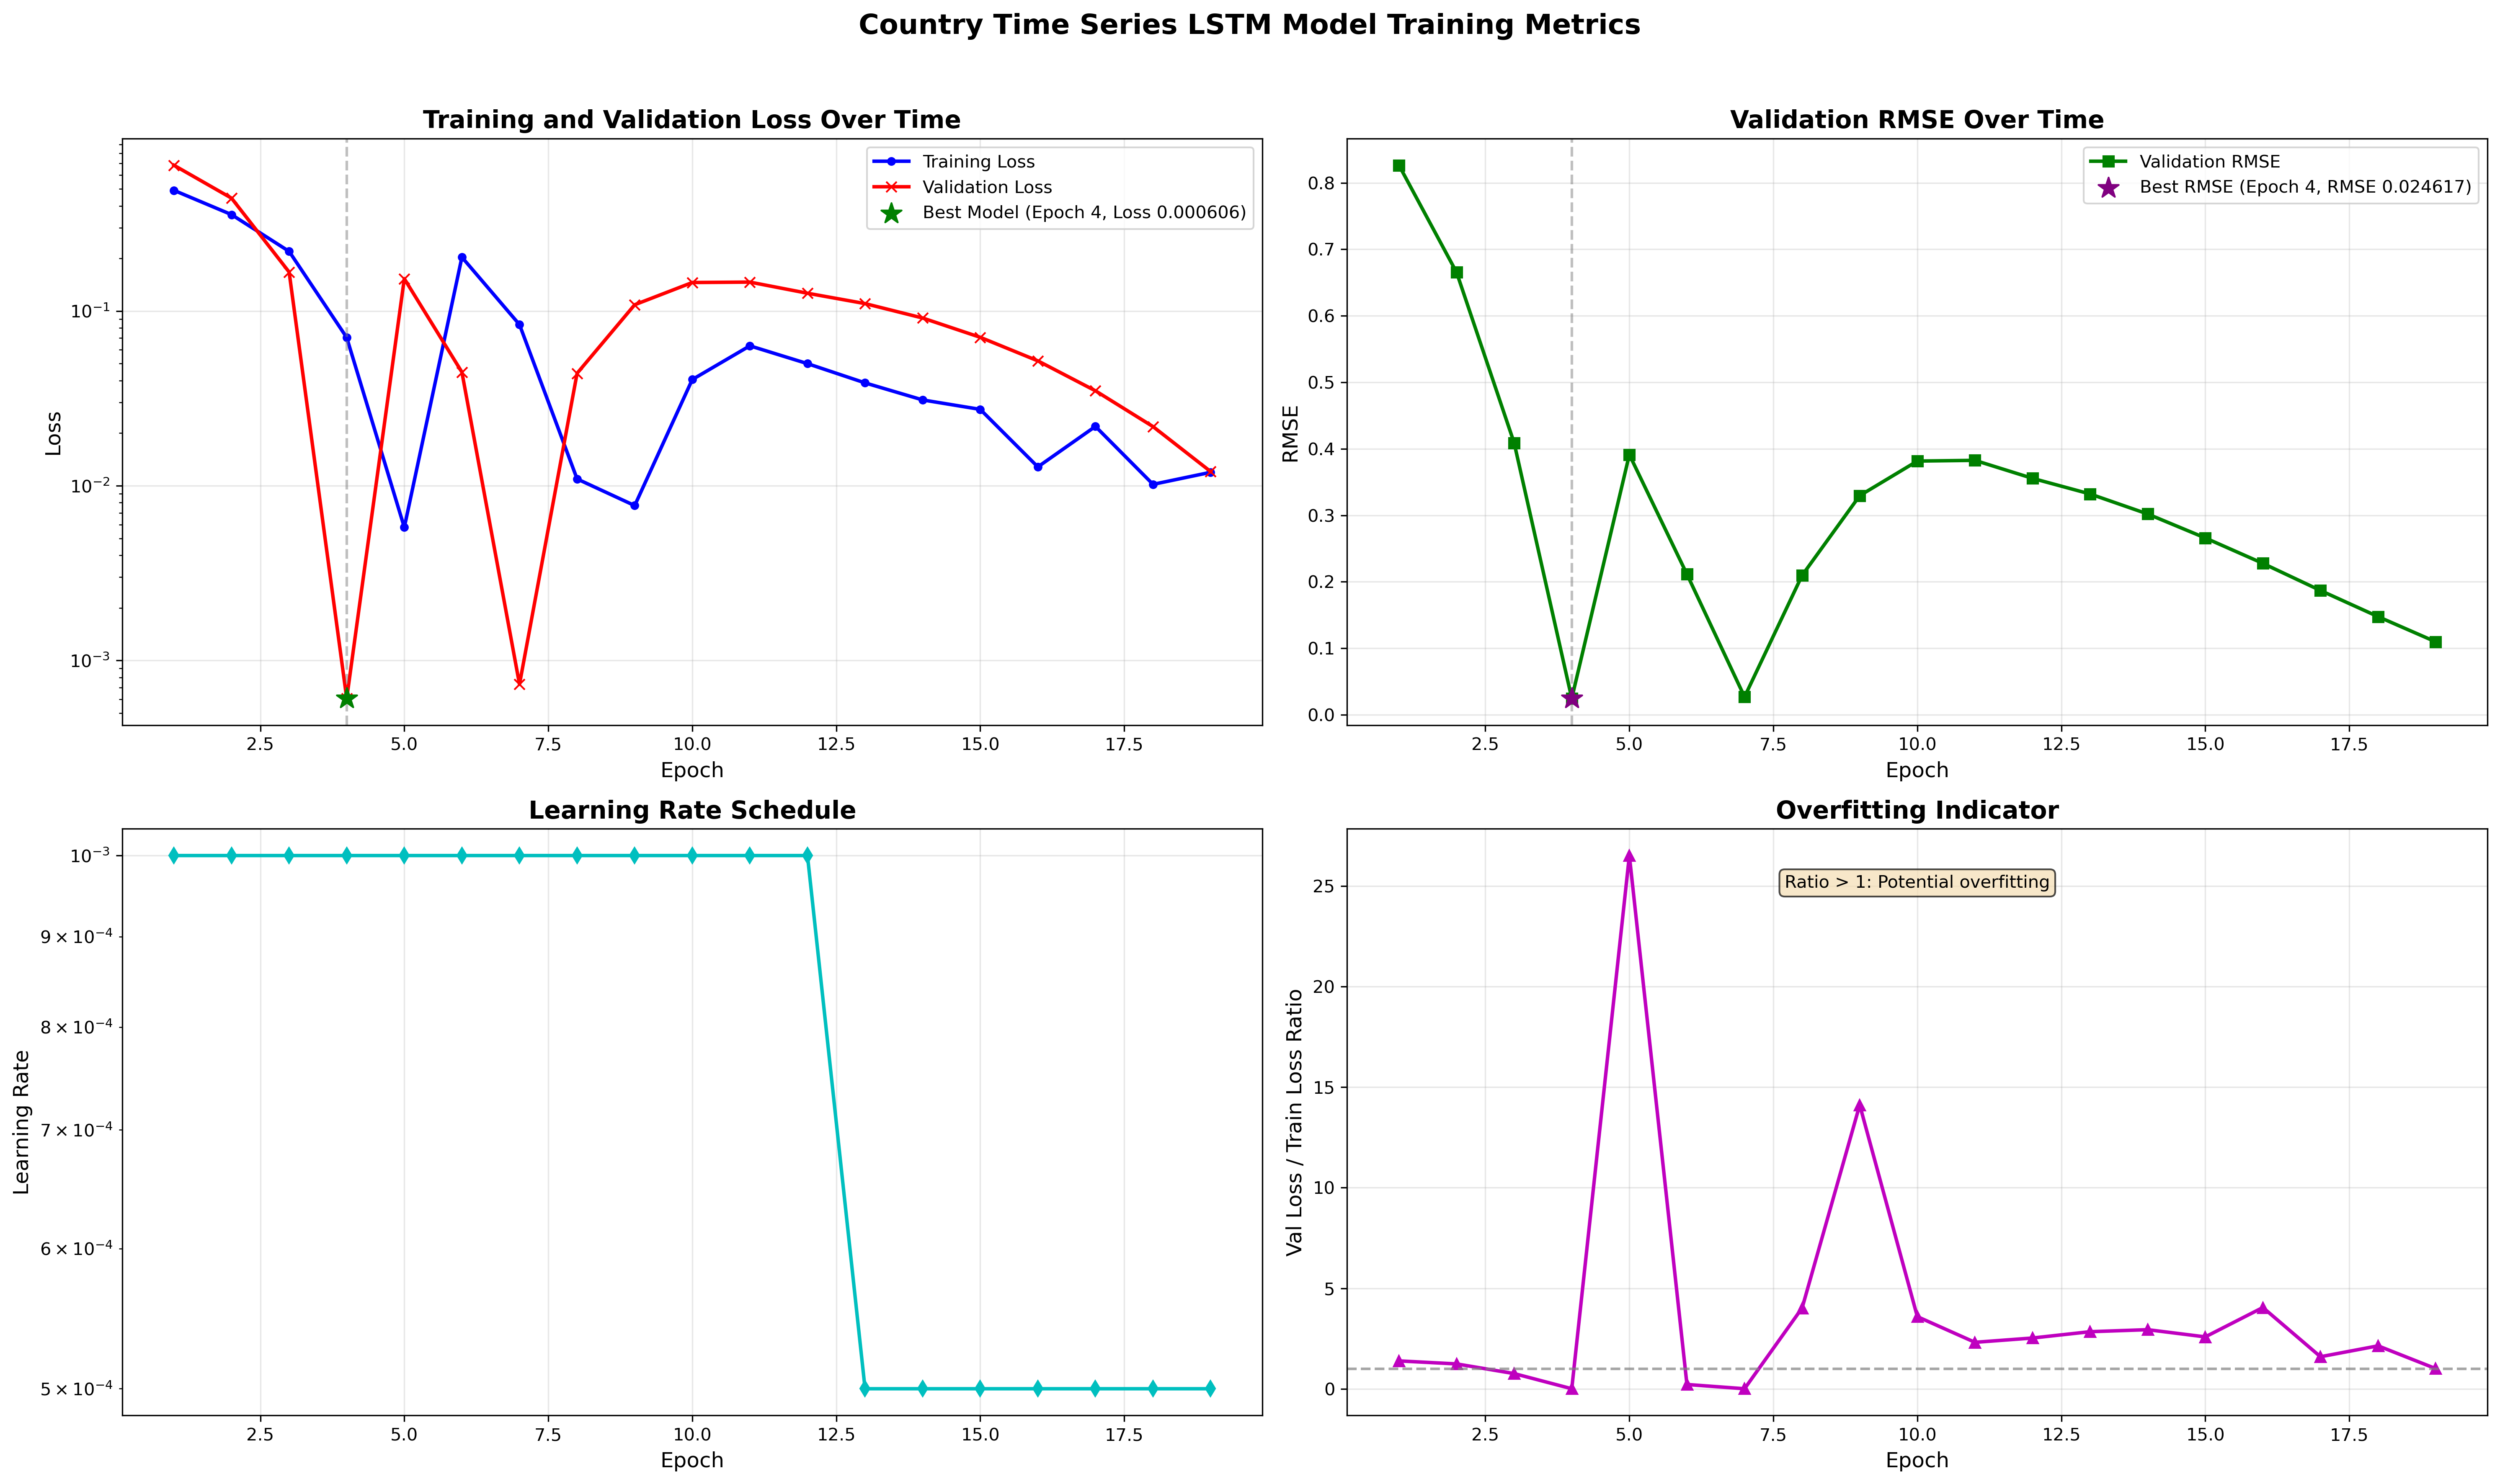 Country Time Series LSTM Model Training Metrics
Training and Validation Loss Over Time
Training Loss
Validation Loss
Best Model (Epoch 4, Loss 0.000606)
Loss
10⁻¹
10⁻²
10⁻³
2.5 5.0 7.5 10.0 12.5 15.0 17.5
Epoch
Validation RMSE Over Time
Validation RMSE
Best RMSE (Epoch 4, RMSE 0.024617)
RMSE
0.8
0.7
0.6
0.5
0.4
0.3
0.2
0.1
0.0
2.5 5.0 7.5 10.0 12.5 15.0 17.5
Epoch
Learning Rate Schedule
Learning Rate
10⁻³
9 × 10⁻⁴
8 × 10⁻⁴
7 × 10⁻⁴
6 × 10⁻⁴
5 × 10⁻⁴
2.5 5.0 7.5 10.0 12.5 15.0 17.5
Epoch
Overfitting Indicator
Ratio > 1: Potential overfitting
Val Loss / Train Loss Ratio
25
20
15
10
5
0
2.5 5.0 7.5 10.0 12.5 15.0 17.5
Epoch